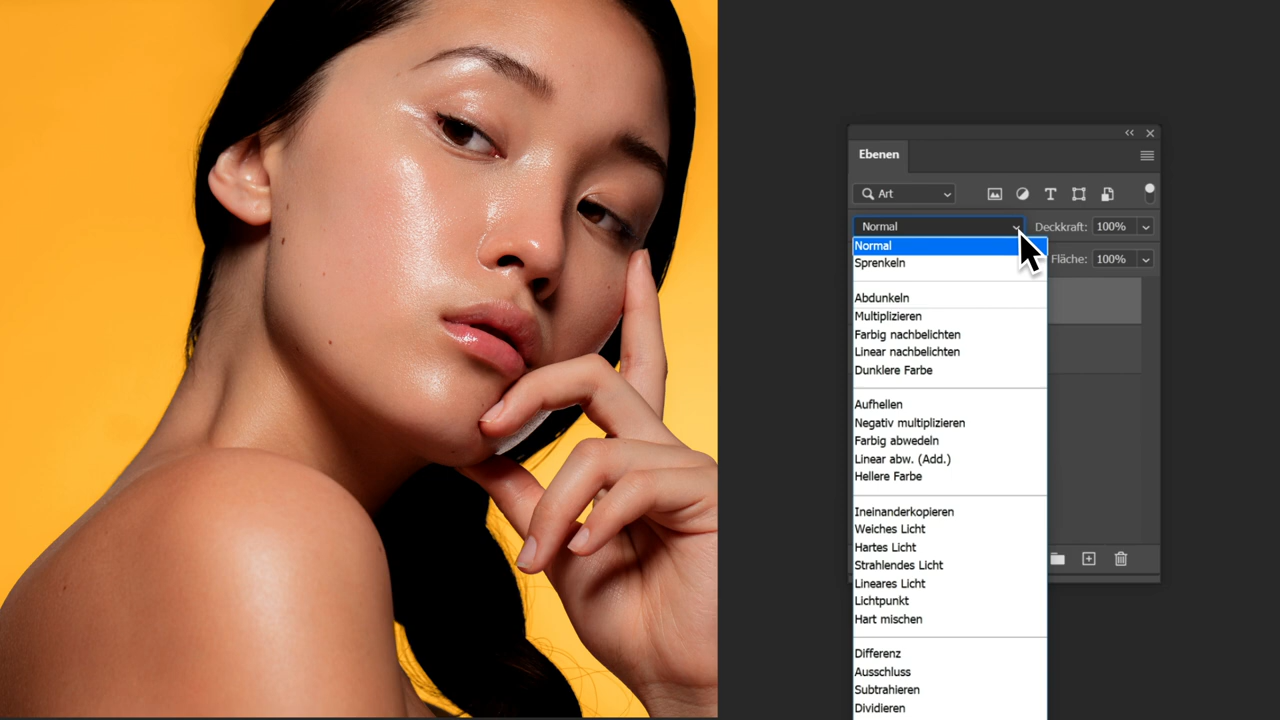 Ebenen
Art
Normal
Deckkraft: 100%
Normal
Sprenkeln
Fläche: 100%
Abdunkeln
Multiplizieren
Farbig nachbelichten
Linear nachbelichten
Dunklere Farbe
Aufhellen
Negativ multiplizieren
Farbig abwedeln
Linear abw. (Add.)
Hellere Farbe
Ineinanderkopieren
Weiches Licht
Hartes Licht
Strahlendes Licht
Lineares Licht
Lichtpunkt
Hart mischen
Differenz
Ausschluss
Subtrahieren
Dividieren